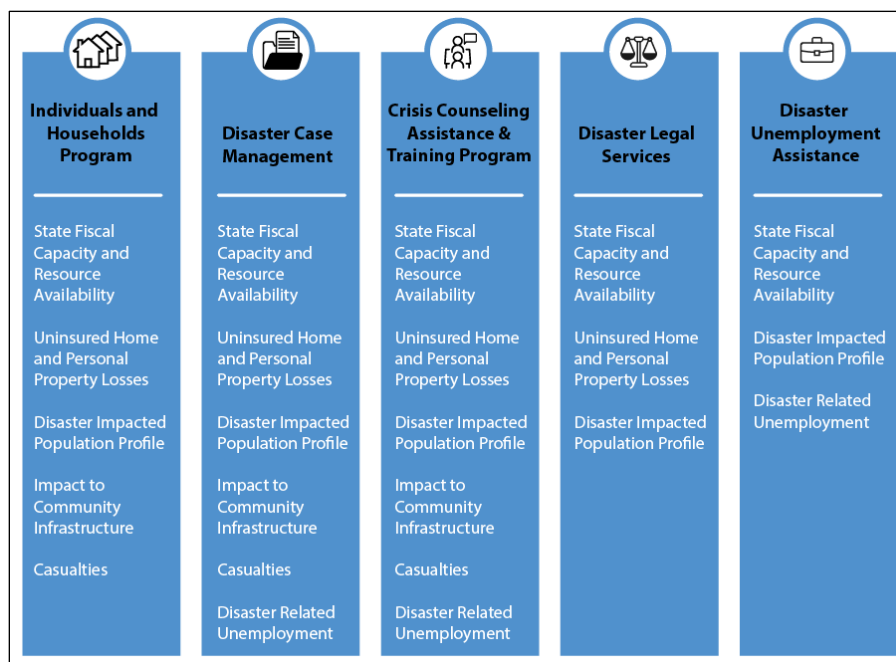 Individuals and
Households
Program
State Fiscal
Capacity and
Resource
Availability
Uninsured Home
and Personal
Property Losses
Disaster Impacted
Population Profile
Impact to
Community
Infrastructure
Casualties
Disaster Case
Management
State Fiscal
Capacity and
Resource
Availability
Uninsured Home
and Personal
Property Losses
Disaster Impacted
Population Profile
Impact to
Community
Infrastructure
Casualties
Disaster Related
Unemployment
Crisis Counseling
Assistance &
Training Program
State Fiscal
Capacity and
Resource
Availability
Uninsured Home
and Personal
Property Losses
Disaster Impacted
Population Profile
Impact to
Community
Infrastructure
Casualties
Disaster Related
Unemployment
Disaster Legal
Services
State Fiscal
Capacity and
Resource
Availability
Uninsured Home
and Personal
Property Losses
Disaster Impacted
Population Profile
Disaster
Unemployment
Assistance
State Fiscal
Capacity and
Resource
Availability
Disaster Impacted
Population Profile
Disaster Related
Unemployment